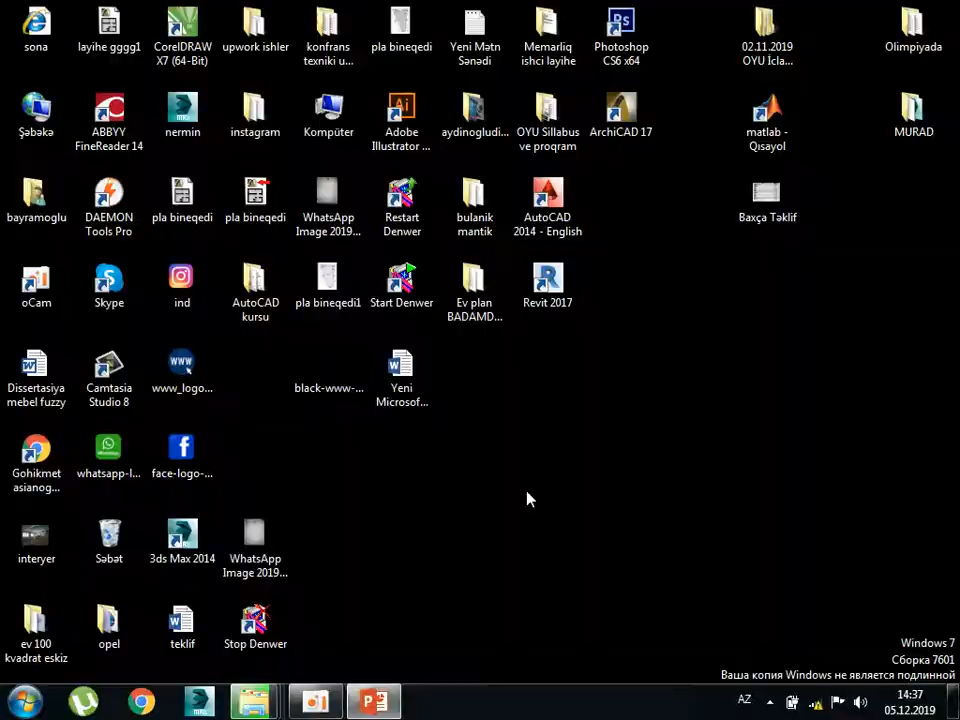 sona
layihe gggg1
CorelDRAW
X7 (64-Bit)
upwork ishler
konfrans
texniki u...
pla bineqedi
Yeni Mətn
Sənədi
Memarliq
ishci layihe
Ps
Photoshop
CS6 x64
02.11.2019
OYU İcla...
Olimpiyada
Şəbəkə
ABBYY
FineReader 14
nermin
instagram
Kompüter
Ai
Adobe
Illustrator ...
aydinogludi...
OYU Sillabus
ve proqram
ArchiCAD 17
matlab -
Qısayol
MURAD
bayramoglu
DAEMON
Tools Pro
pla bineqedi
pla bineqedi
WhatsApp
Image 2019...
Restart
Denwer
bulanik
mantik
AutoCAD
2014 - English
Baxça Təklif
oCam
Skype
ind
AutoCAD
kursu
pla bineqedi1
Start Denwer
Ev plan
BADAMD...
Revit 2017
Dissertasiya
mebel fuzzy
Camtasia
Studio 8
WWW
www_logo...
black-www-...
Yeni
Microsof...
Gohikmet
asianog...
whatsapp-l...
face-logo-...
interyer
Səbət
3ds Max 2014
WhatsApp
Image 2019...
ev 100
kvadrat eskiz
opel
teklif
Stop Denwer
Windows 7
Сборка 7601
Ваша копия Windows не является подлинной
AZ
14:37
05.12.2019